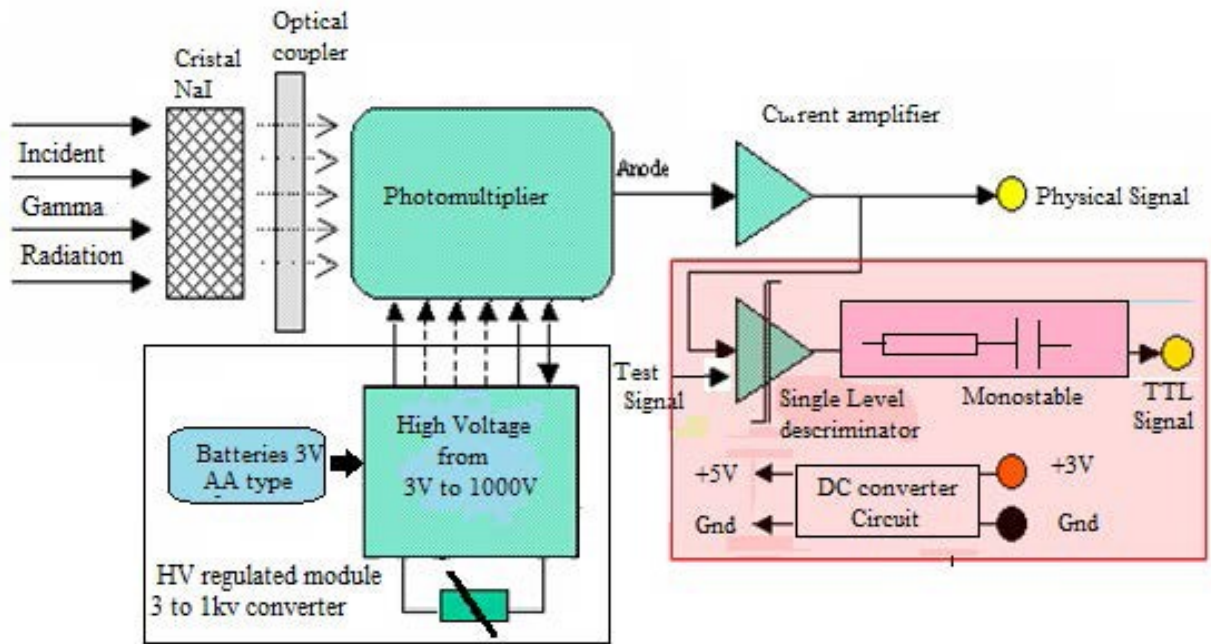 Optical
coupler
Cristal
NaI
Incident
Gamma
Radiation
Photomultiplier
Anode
Current amplifier
Physical Signal
Test
Signal
Single Level
descriminator
Monostable
TTL
Signal
+5V
Gnd
DC converter
Circuit
+3V
Gnd
Batteries 3V
AA type
High Voltage
from
3V to 1000V
HV regulated module
3 to 1kv converter